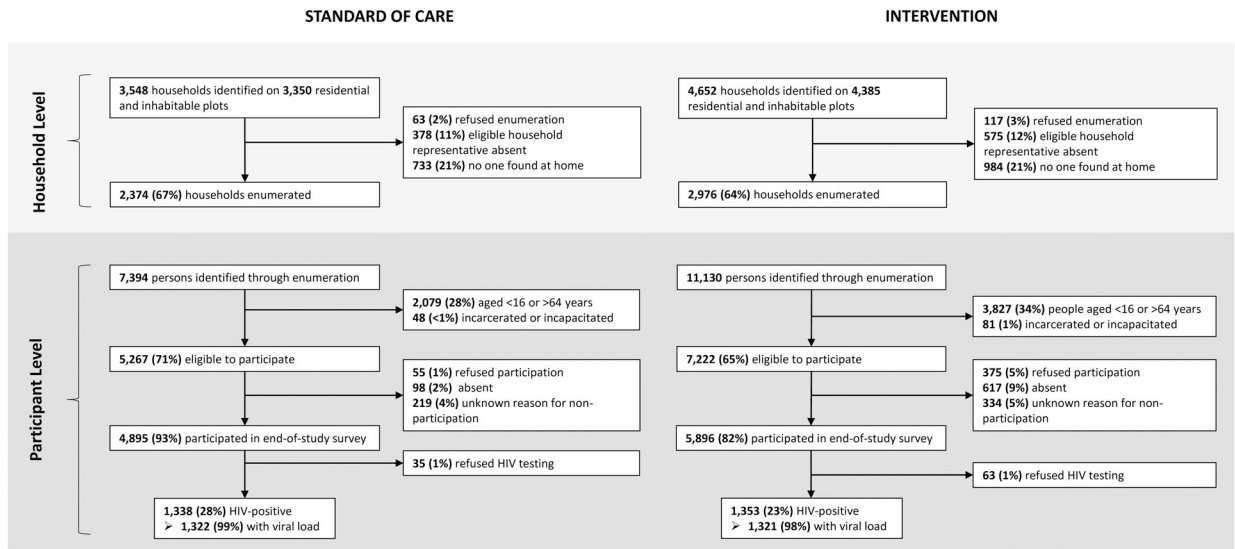 STANDARD OF CARE
INTERVENTION
Household Level
3,548 households identified on 3,350 residential
and inhabitable plots
63 (2%) refused enumeration
378 (11%) eligible household
representative absent
733 (21%) no one found at home
2,374 (67%) households enumerated
4,652 households identified on 4,385
residential and inhabitable plots
117 (3%) refused enumeration
575 (12%) eligible household
representative absent
984 (21%) no one found at home
2,976 (64%) households enumerated
Participant Level
7,394 persons identified through enumeration
2,079 (28%) aged <16 or >64 years
48 (<1%) incarcerated or incapacitated
5,267 (71%) eligible to participate
55 (1%) refused participation
98 (2%) absent
219 (4%) unknown reason for non-
participation
4,895 (93%) participated in end-of-study survey
35 (1%) refused HIV testing
1,338 (28%) HIV-positive
➢ 1,322 (99%) with viral load
11,130 persons identified through enumeration
3,827 (34%) people aged <16 or >64 years
81 (1%) incarcerated or incapacitated
7,222 (65%) eligible to participate
375 (5%) refused participation
617 (9%) absent
334 (5%) unknown reason for non-
participation
5,896 (82%) participated in end-of-study survey
63 (1%) refused HIV testing
1,353 (23%) HIV-positive
➢ 1,321 (98%) with viral load